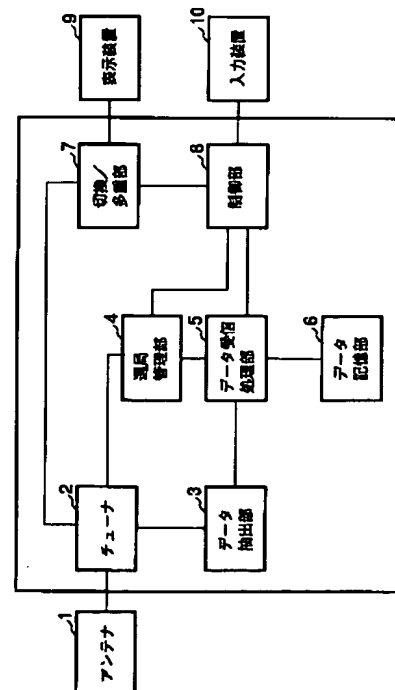 1
アンテナ
2
チューナ
3
データ
抽出部
4
選局
管理部
5
データ受信
処理部
6
データ
記憶部
7
切換/
多重部
8
制御部
9
表示装置
10
入力装置